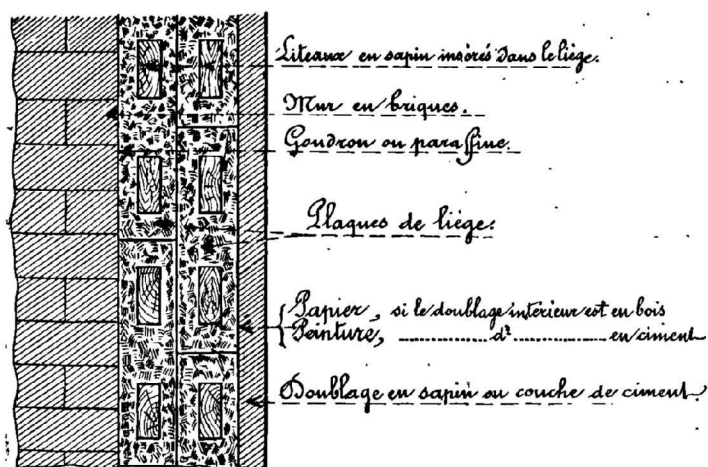 Liteaux en sapin insérés dans le liège.
Mur en briques.
Goudron ou paraffine.
Plaques de liège.
Papier, si le doublage intérieur est en bois
Peinture, .............. d° .............. en ciment
Doublage en sapin ou couche de ciment.